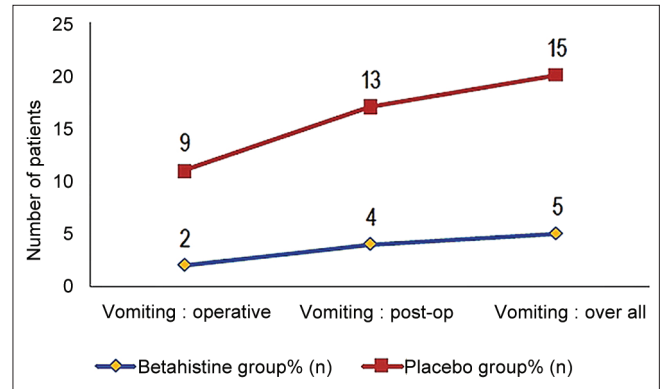 Number of patients
25
20
15
10
5
0
9
13
15
2
4
5
Vomiting : operative
Vomiting : post-op
Vomiting : over all
Betahistine group% (n)
Placebo group% (n)